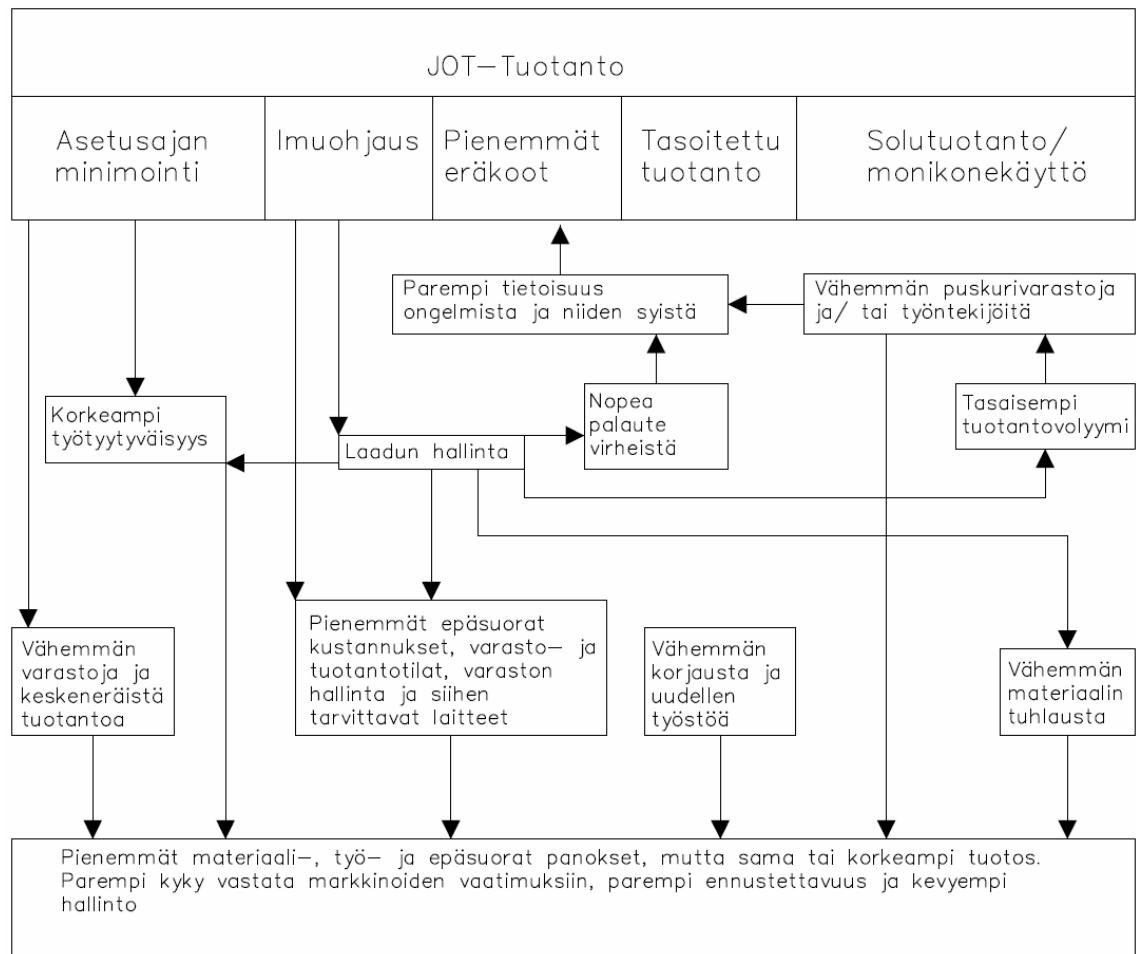 JOT–Tuotanto
Asetusajan
minimointi
Imuohjaus
Pienemmät
eräkoot
Tasoitettu
tuotanto
Solutuotanto/
monikonekäyttö
Parempi tietoisuus
ongelmista ja niiden syistä
Vähemmän puskurivarastoja
ja/ tai työntekijöitä
Korkeampi
työtyytyväisyys
Laadun hallinta
Nopea
palaute
virheistä
Tasaisempi
tuotantovolyymi
Vähemmän
varastoja ja
keskeneräistä
tuotantoa
Pienemmät epäsuorat
kustannukset, varasto– ja
tuotantotilat, varaston
hallinta ja siihen
tarvittavat laitteet
Vähemmän
korjausta ja
uudellen
työstöä
Vähemmän
materiaalin
tuhlausta
Pienemmät materiaali–, työ– ja epäsuorat panokset, mutta sama tai korkeampi tuotos.
Parempi kyky vastata markkinoiden vaatimuksiin, parempi ennustettavuus ja kevyempi
hallinto